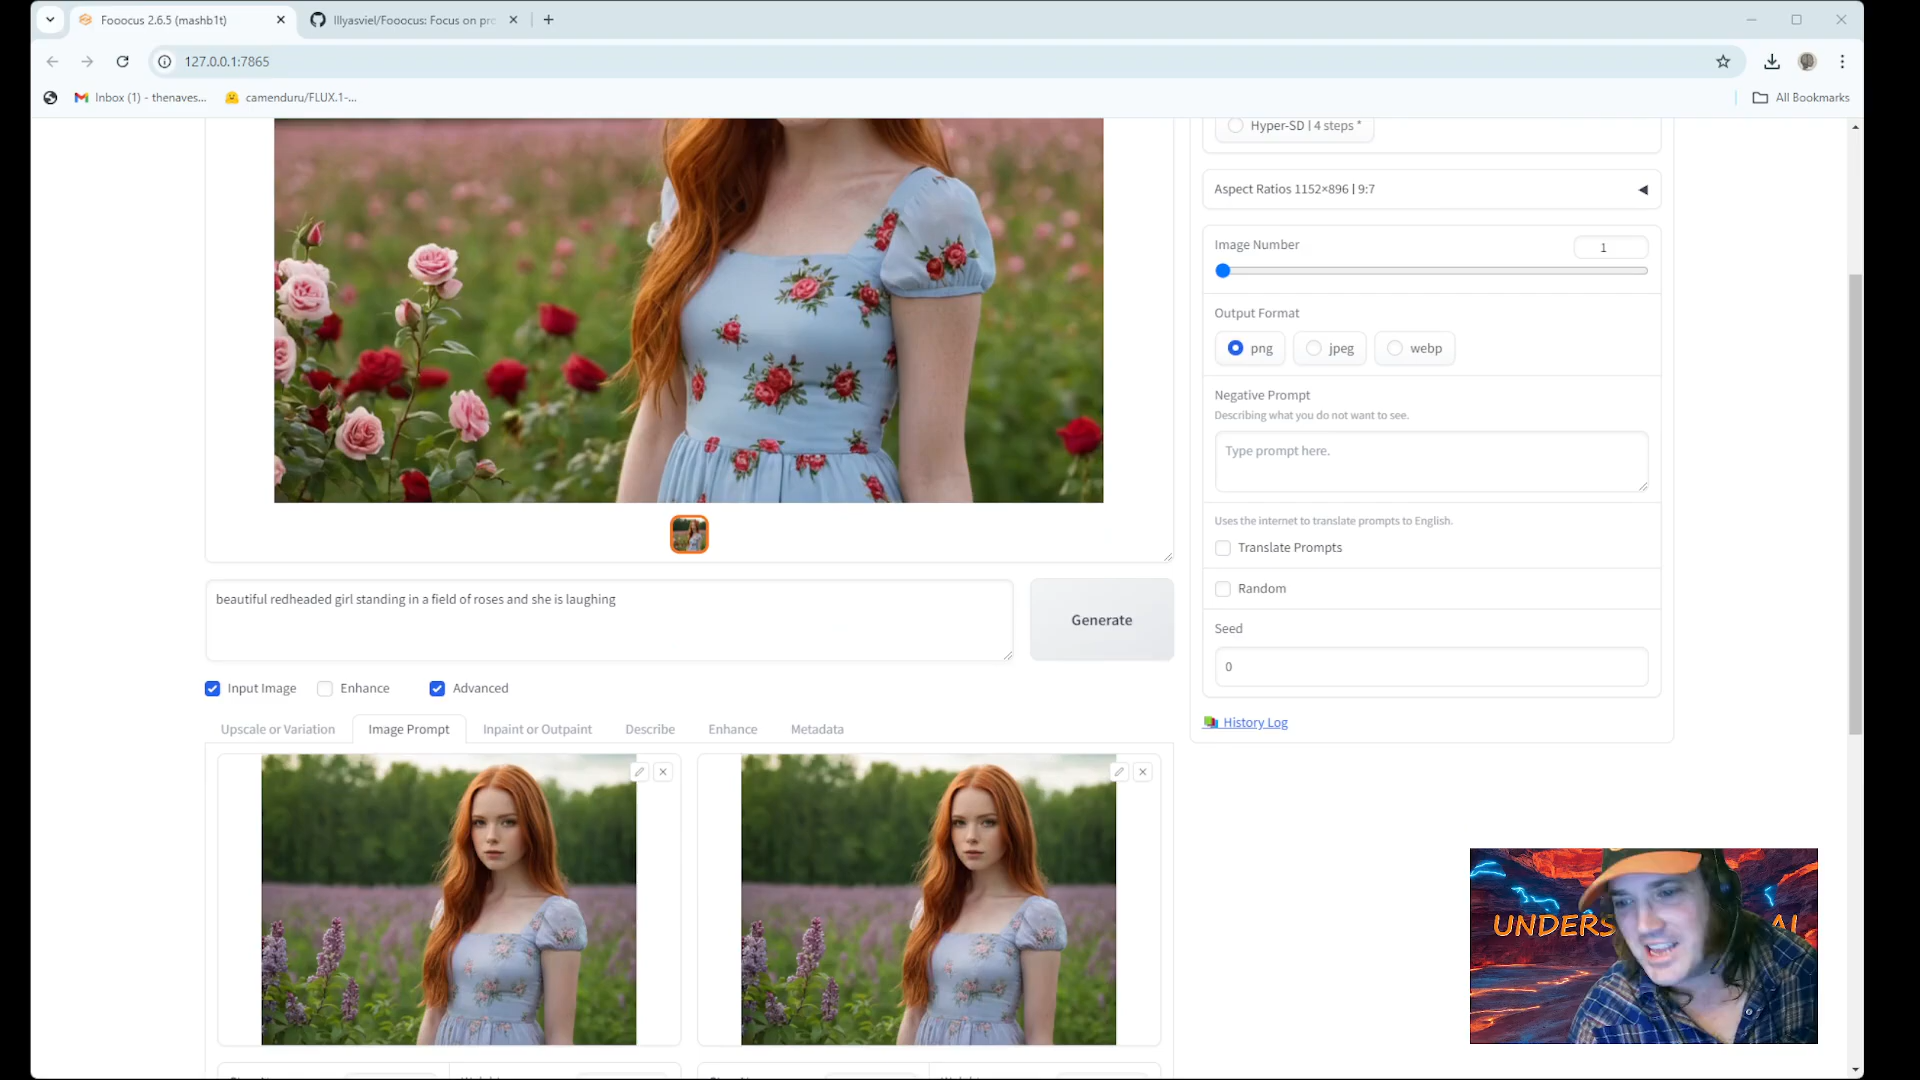 Fooocus 2.6.5 (mashb1t)
lllyasviel/Fooocus: Focus on pro
127.0.0.1:7865
Inbox (1) - thenaves...
camenduru/FLUX.1-...
All Bookmarks
Hyper-SD | 4 steps *
Aspect Ratios 1152×896 | 9:7
Image Number
1
Output Format
png
jpeg
webp
Negative Prompt
Describing what you do not want to see.
Type prompt here.
Uses the internet to translate prompts to English.
Translate Prompts
Random
Seed
0
History Log
beautiful redheaded girl standing in a field of roses and she is laughing
Generate
Input Image
Enhance
Advanced
Upscale or Variation
Image Prompt
Inpaint or Outpaint
Describe
Enhance
Metadata
UNDERS AI